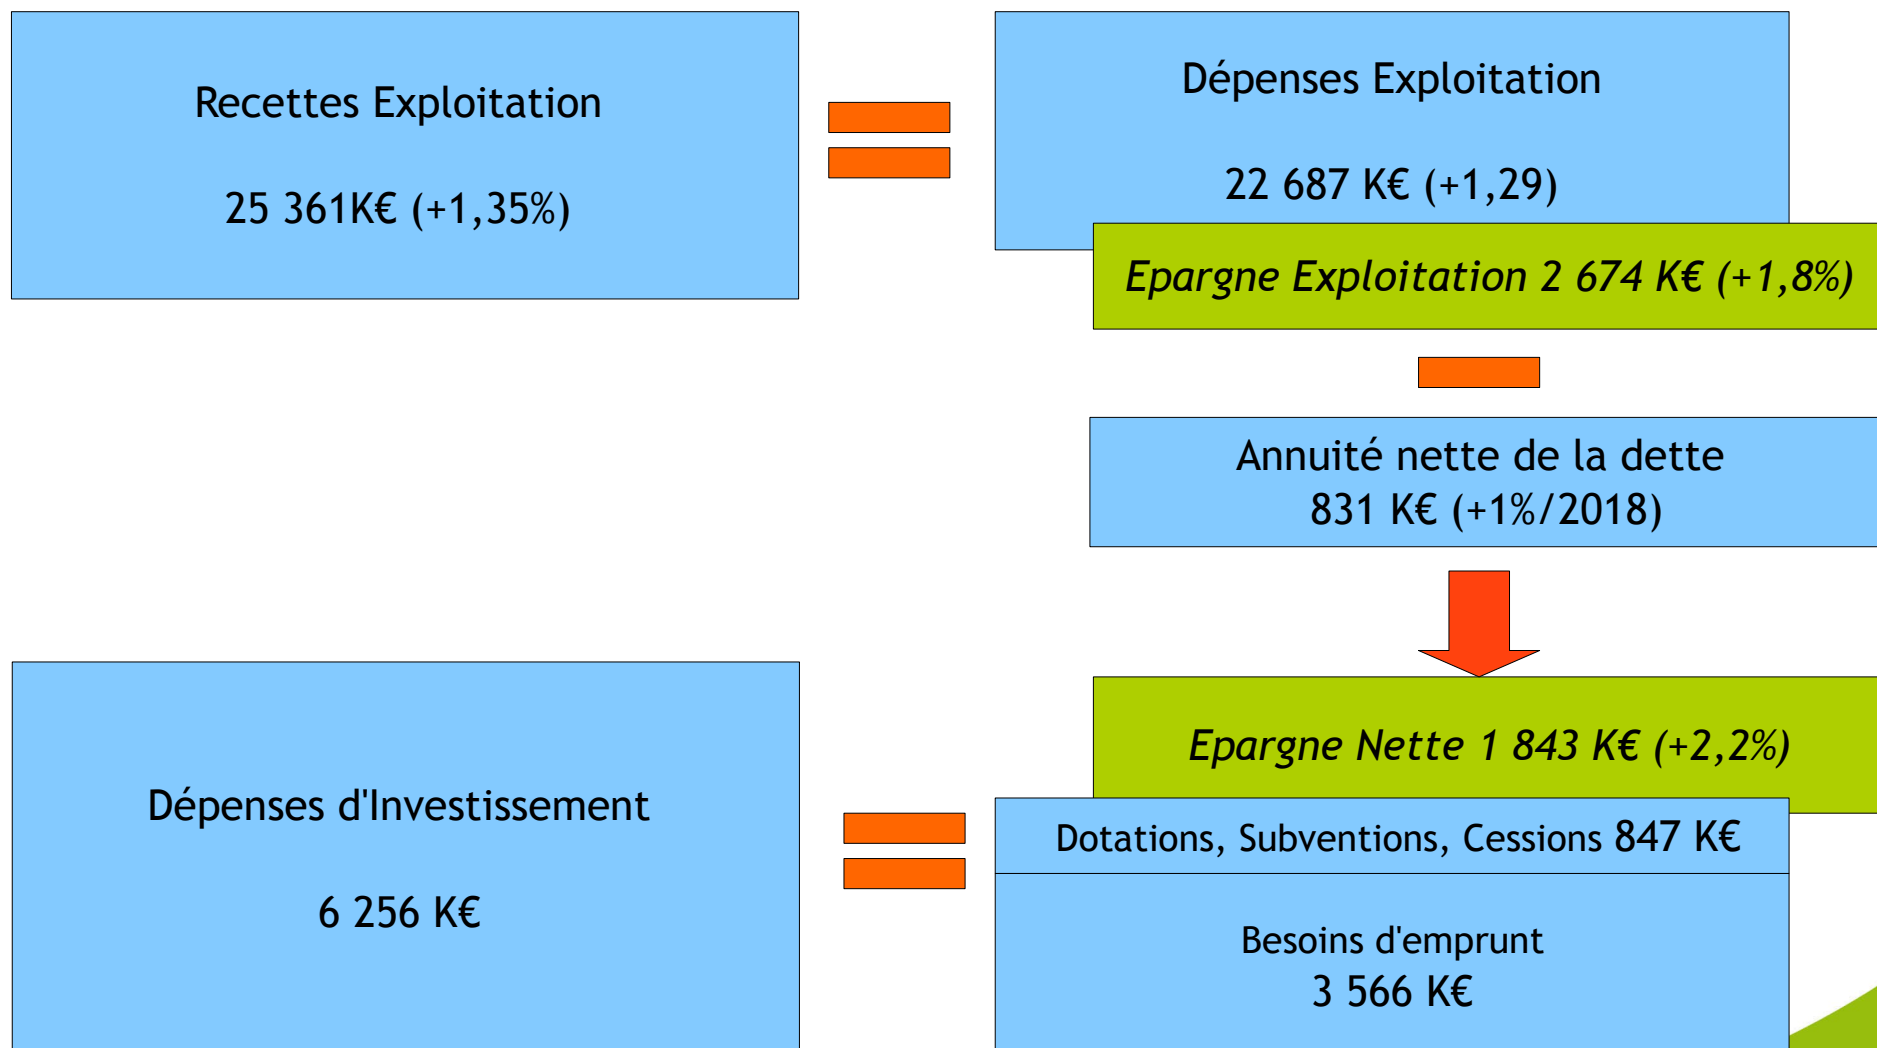 Recettes Exploitation
25 361K€ (+1,35%)
Dépenses Exploitation
22 687 K€ (+1,29)
Epargne Exploitation 2 674 K€ (+1,8%)
Annuité nette de la dette
831 K€ (+1%/2018)
Epargne Nette 1 843 K€ (+2,2%)
Dépenses d'Investissement
6 256 K€
Dotations, Subventions, Cessions 847 K€
Besoins d'emprunt
3 566 K€